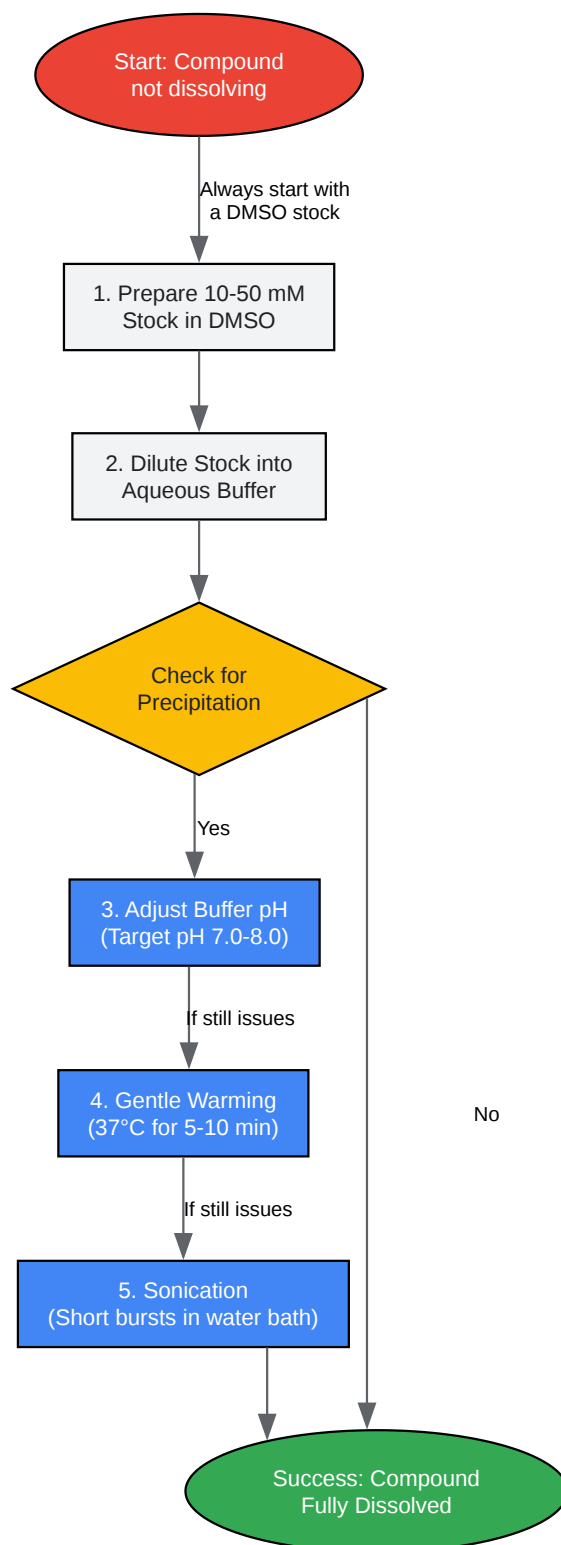 Start: Compound
not dissolving
Always start with
a DMSO stock
1. Prepare 10-50 mM
Stock in DMSO
2. Dilute Stock into
Aqueous Buffer
Check for
Precipitation
Yes
3. Adjust Buffer pH
(Target pH 7.0-8.0)
If still issues
4. Gentle Warming
(37°C for 5-10 min)
No
If still issues
5. Sonication
(Short bursts in water bath)
Success: Compound
Fully Dissolved